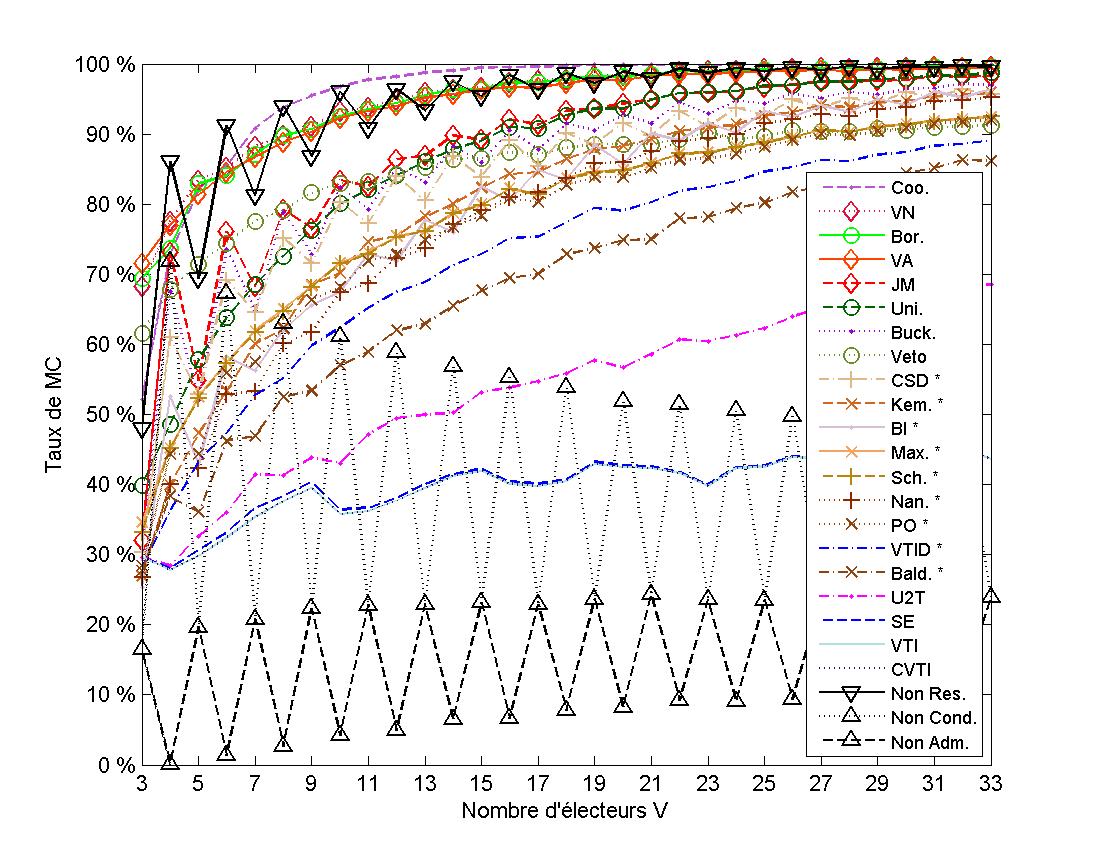 100 %
90 %
80 %
70 %
60 %
50 %
40 %
30 %
20 %
10 %
0 %
Taux de MC
3 5 7 9 11 13 15 17 19 21 23 25 27 29 31 33
Nombre d'électeurs V
Coo.
VN
Bor.
VA
JM
Uni.
Buck.
Veto
CSD *
Kem. *
BI *
Max. *
Sch. *
Nan. *
PO *
VTID *
Bald. *
U2T
SE
VTI
CVTI
Non Res.
Non Cond.
Non Adm.